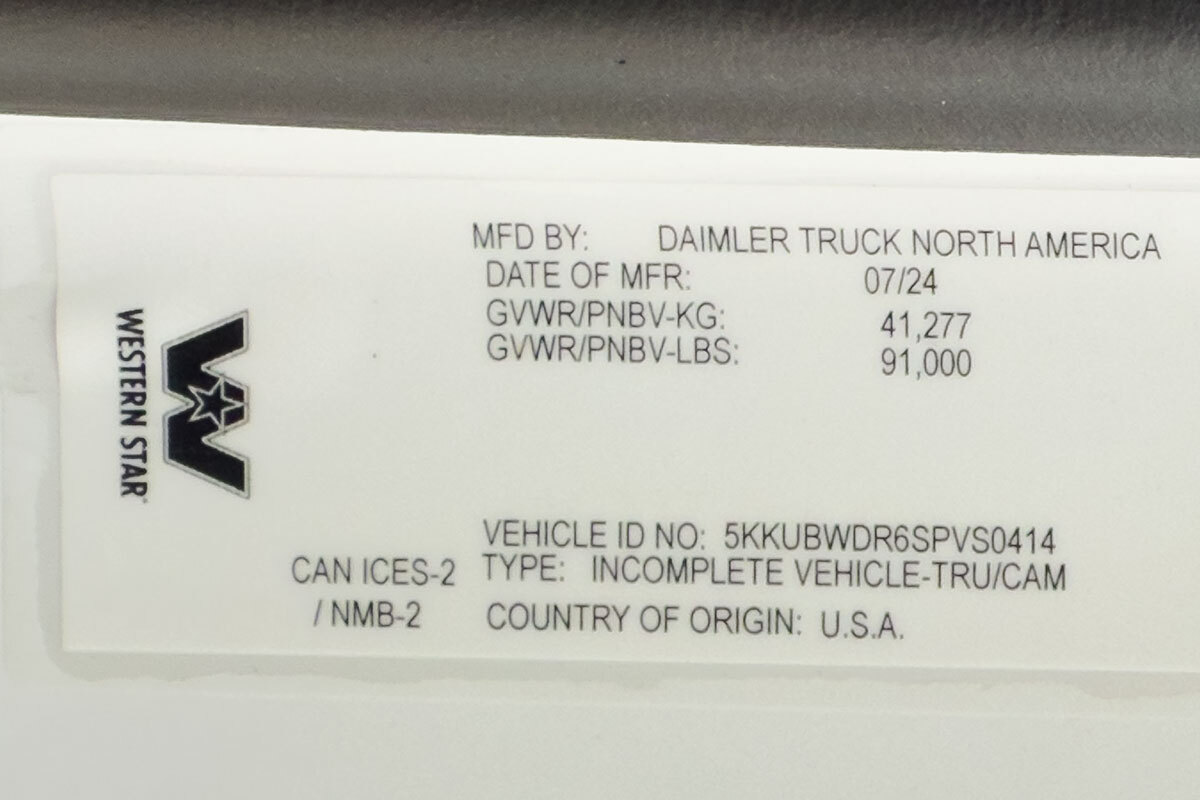 MFD BY: DAIMLER TRUCK NORTH AMERICA
DATE OF MFR: 07/24
GVWR/PNBV-KG: 41,277
GVWR/PNBV-LBS: 91,000
WESTERN STAR
VEHICLE ID NO: 5KKUBWDR6SPVS0414
CAN ICES-2 TYPE: INCOMPLETE VEHICLE-TRU/CAM
/ NMB-2 COUNTRY OF ORIGIN: U.S.A.